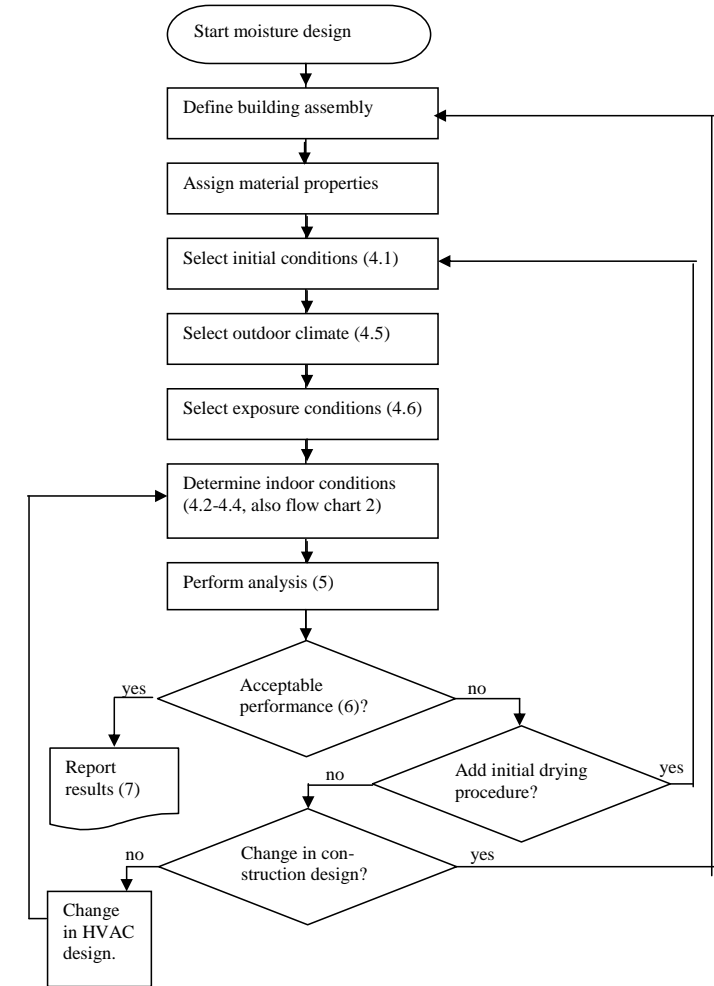 Start moisture design
Define building assembly
Assign material properties
Select initial conditions (4.1)
Select outdoor climate (4.5)
Select exposure conditions (4.6)
Determine indoor conditions
(4.2-4.4, also flow chart 2)
Perform analysis (5)
Acceptable
performance (6)?
yes
no
Report
results (7)
Add initial drying
procedure?
no
yes
Change in con-
struction design?
no
yes
Change
in HVAC
design.